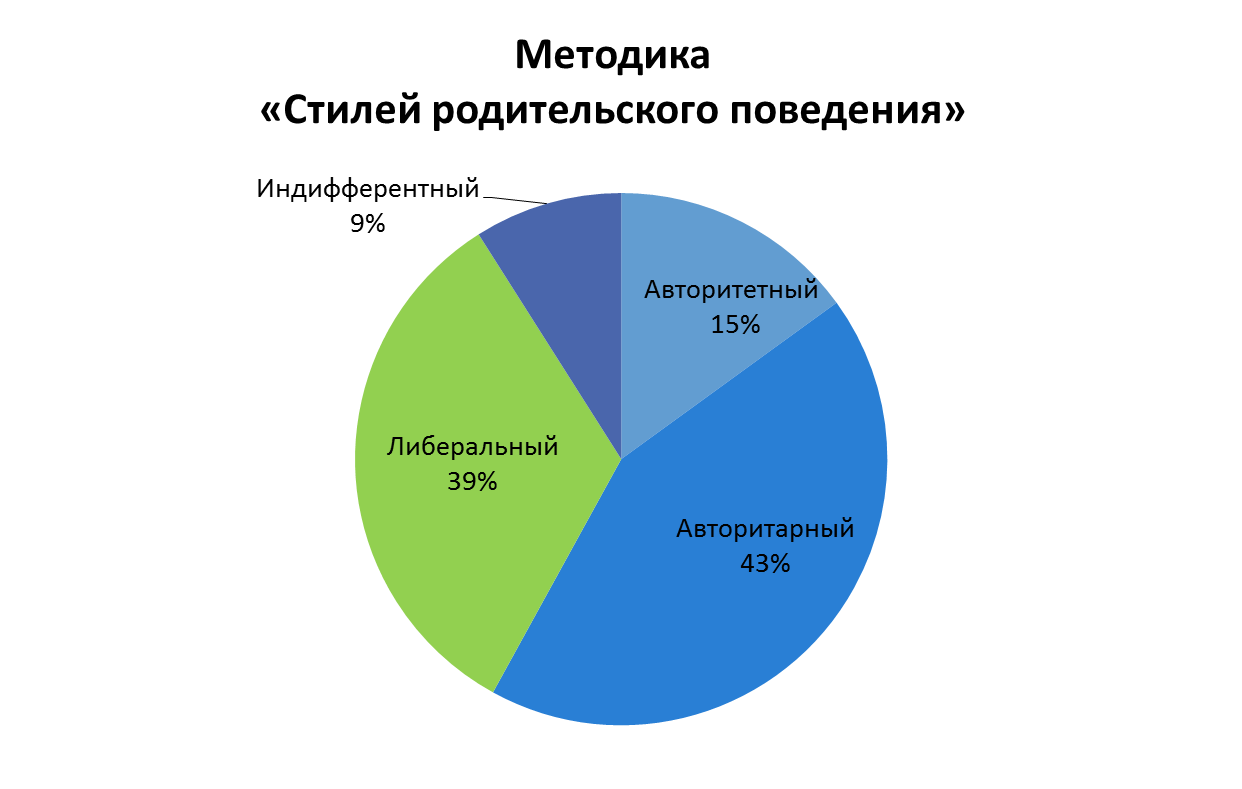 Методика
«Стилей родительского поведения»
Индифферентный
9%
Авторитетный
15%
Либеральный
39%
Авторитарный
43%